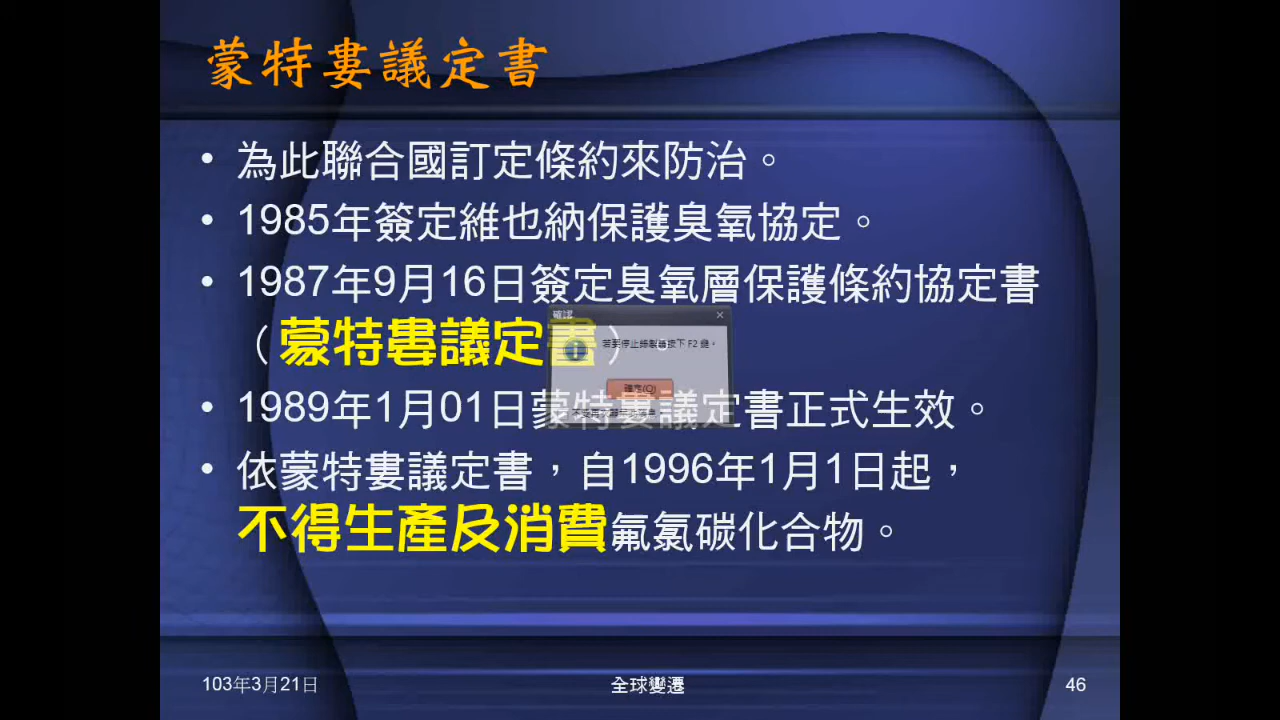 蒙特婁議定書
• 為此聯合國訂定條約來防治。
• 1985年簽定維也納保護臭氧協定。
• 1987年9月16日簽定臭氧層保護條約協定書
（蒙特婁議定書）。
確認
若要停止錄製請按下 F2 鍵。
確定(O)
• 1989年1月01日蒙特婁議定書正式生效。
• 依蒙特婁議定書，自1996年1月1日起，
不得生產及消費氟氯碳化合物。
103年3月21日
全球變遷
46